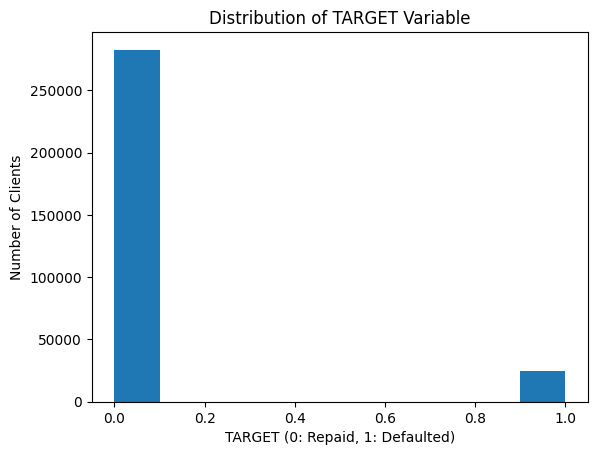 Distribution of TARGET Variable
Number of Clients
250000
200000
150000
100000
50000
0
0.0 0.2 0.4 0.6 0.8 1.0
TARGET (0: Repaid, 1: Defaulted)